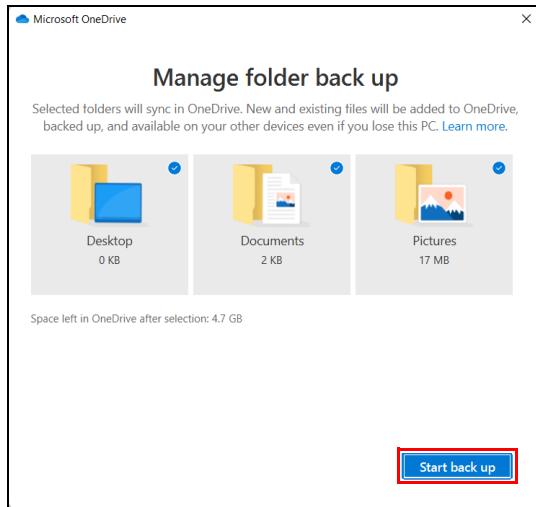 Microsoft OneDrive
Manage folder back up
Selected folders will sync in OneDrive. New and existing files will be added to OneDrive,
backed up, and available on your other devices even if you lose this PC. Learn more.
Desktop
0 KB
Documents
2 KB
Pictures
17 MB
Space left in OneDrive after selection: 4.7 GB
Start back up